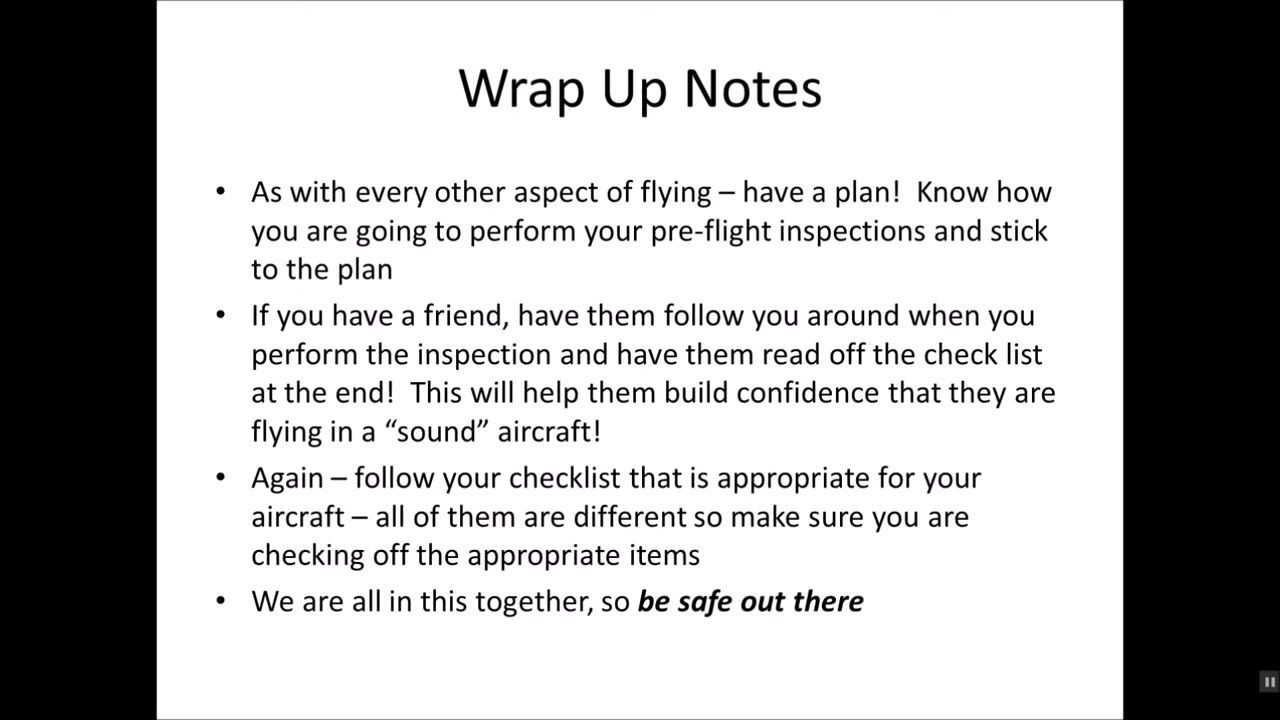 Wrap Up Notes
• As with every other aspect of flying – have a plan!  Know how
you are going to perform your pre-flight inspections and stick
to the plan
• If you have a friend, have them follow you around when you
perform the inspection and have them read off the check list
at the end!  This will help them build confidence that they are
flying in a “sound” aircraft!
• Again – follow your checklist that is appropriate for your
aircraft – all of them are different so make sure you are
checking off the appropriate items
• We are all in this together, so be safe out there